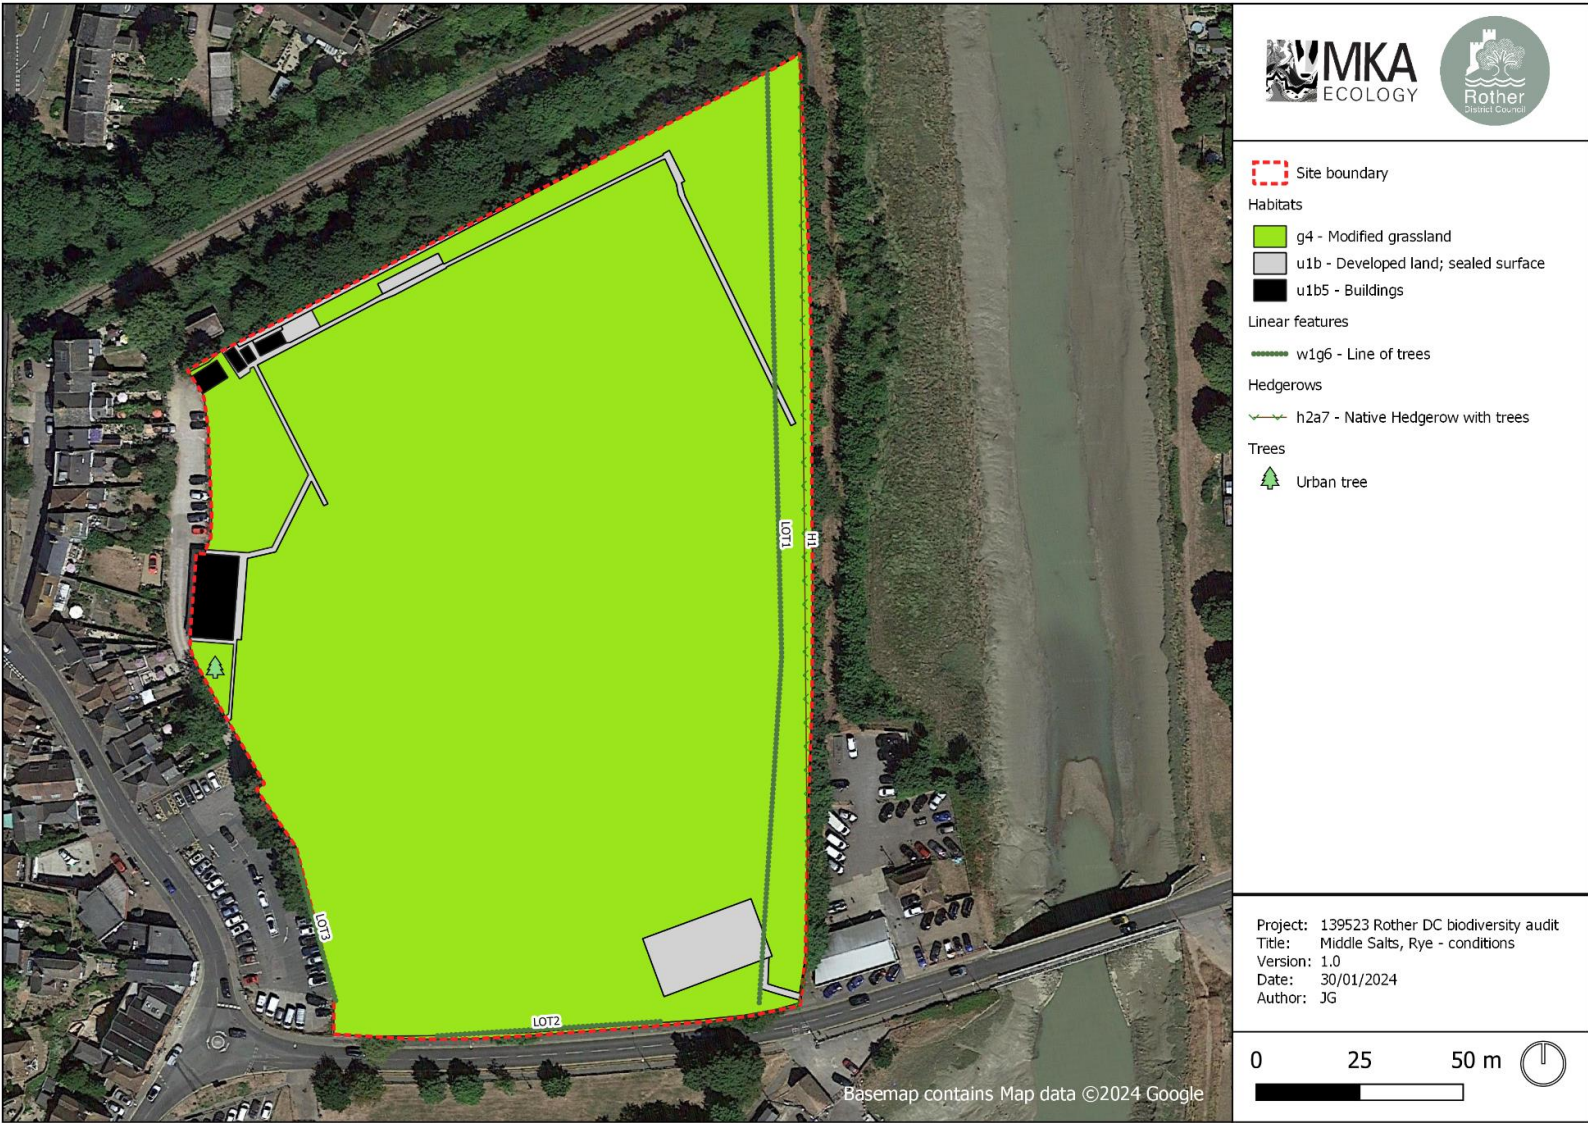 MKA
ECOLOGY
Rother
District Council
Site boundary
Habitats
g4 - Modified grassland
u1b - Developed land; sealed surface
u1b5 - Buildings
Linear features
w1g6 - Line of trees
Hedgerows
h2a7 - Native Hedgerow with trees
Trees
Urban tree
LOT1
H1
LOT3
LOT2
Basemap contains Map data ©2024 Google
Project: 139523 Rother DC biodiversity audit
Title: Middle Salts, Rye - conditions
Version: 1.0
Date: 30/01/2024
Author: JG
0 25 50 m